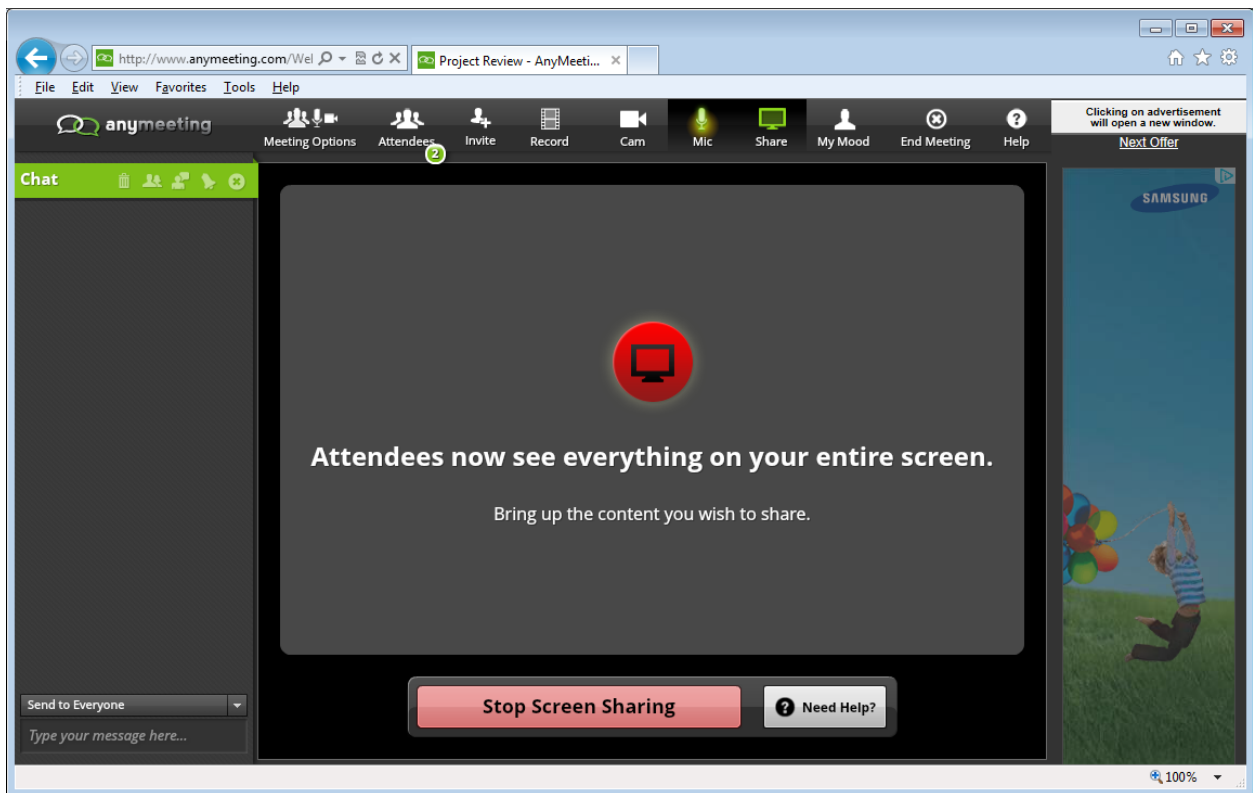 http://www.anymeeting.com/Wel
Project Review - AnyMeeti...
File Edit View Favorites Tools Help
anymeeting
Meeting Options
Attendees
2
Invite
Record
Cam
Mic
Share
My Mood
End Meeting
Help
Clicking on advertisement
will open a new window.
Next Offer
Chat
SAMSUNG
Attendees now see everything on your entire screen.
Bring up the content you wish to share.
Stop Screen Sharing
? Need Help?
Send to Everyone
Type your message here...
100%